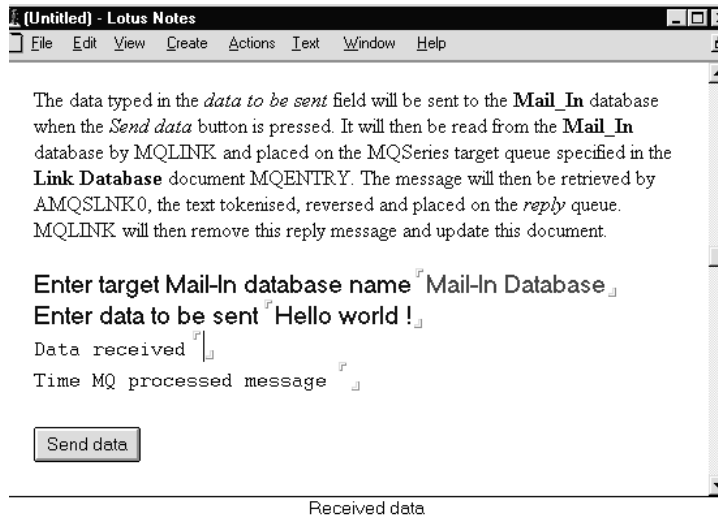 (Untitled) - Lotus Notes
File Edit View Create Actions Text Window Help
The data typed in the data to be sent field will be sent to the Mail_In database
when the Send data button is pressed. It will then be read from the Mail_In
database by MQLINK and placed on the MQSeries target queue specified in the
Link Database document MQENTRY. The message will then be retrieved by
AMQSLNK0, the text tokenised, reversed and placed on the reply queue.
MQLINK will then remove this reply message and update this document.
Enter target Mail-In database name Mail-In Database
Enter data to be sent Hello world !
Data received
Time MQ processed message
Send data
Received data